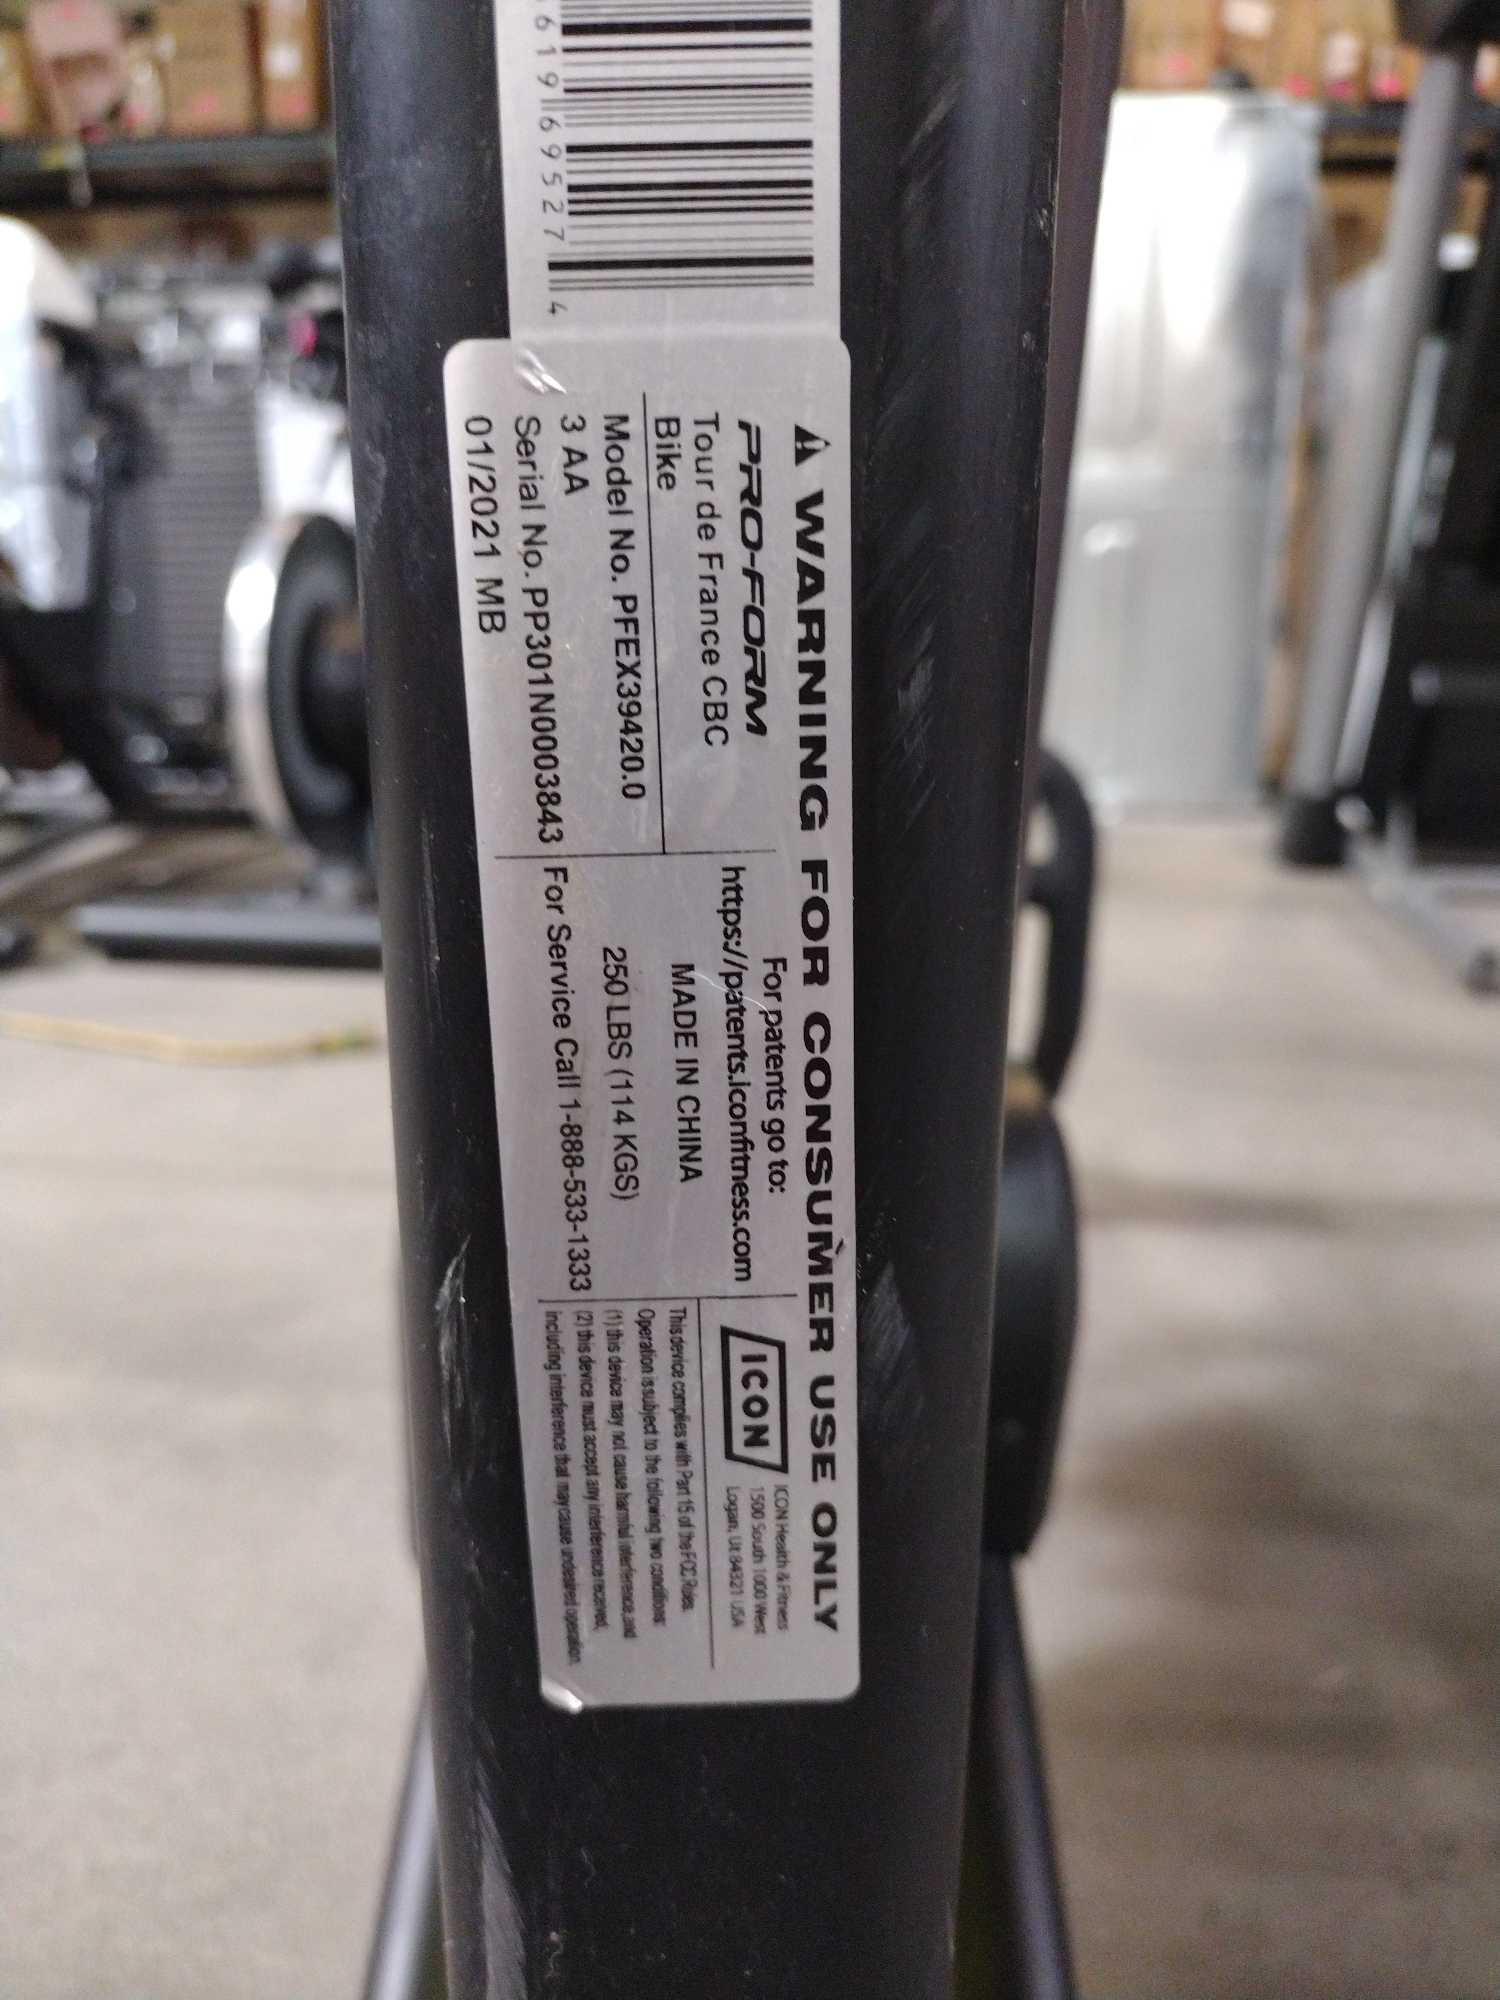 619 69527 4
WARNING FOR CONSUMER USE ONLY
PRO-FORM
Tour de France CBC
Bike
Model No. PFEX39420.0
3 AA
Serial No. PP301N0003843
01/2021 MB
For patents go to:
https://patents.iconfitness.com
MADE IN CHINA
250 LBS (114 KGS)
For Service Call 1-888-533-1333
ICON
ICON Health & Fitness
1500 South 1000 West
Logan, Ut 84321 USA
This device complies with Part 15 of the FCC Rules.
Operation is subject to the following two conditions:
(1) this device may not cause harmful interference, and
(2) this device must accept any interference received,
including interference that may cause undesired operation.